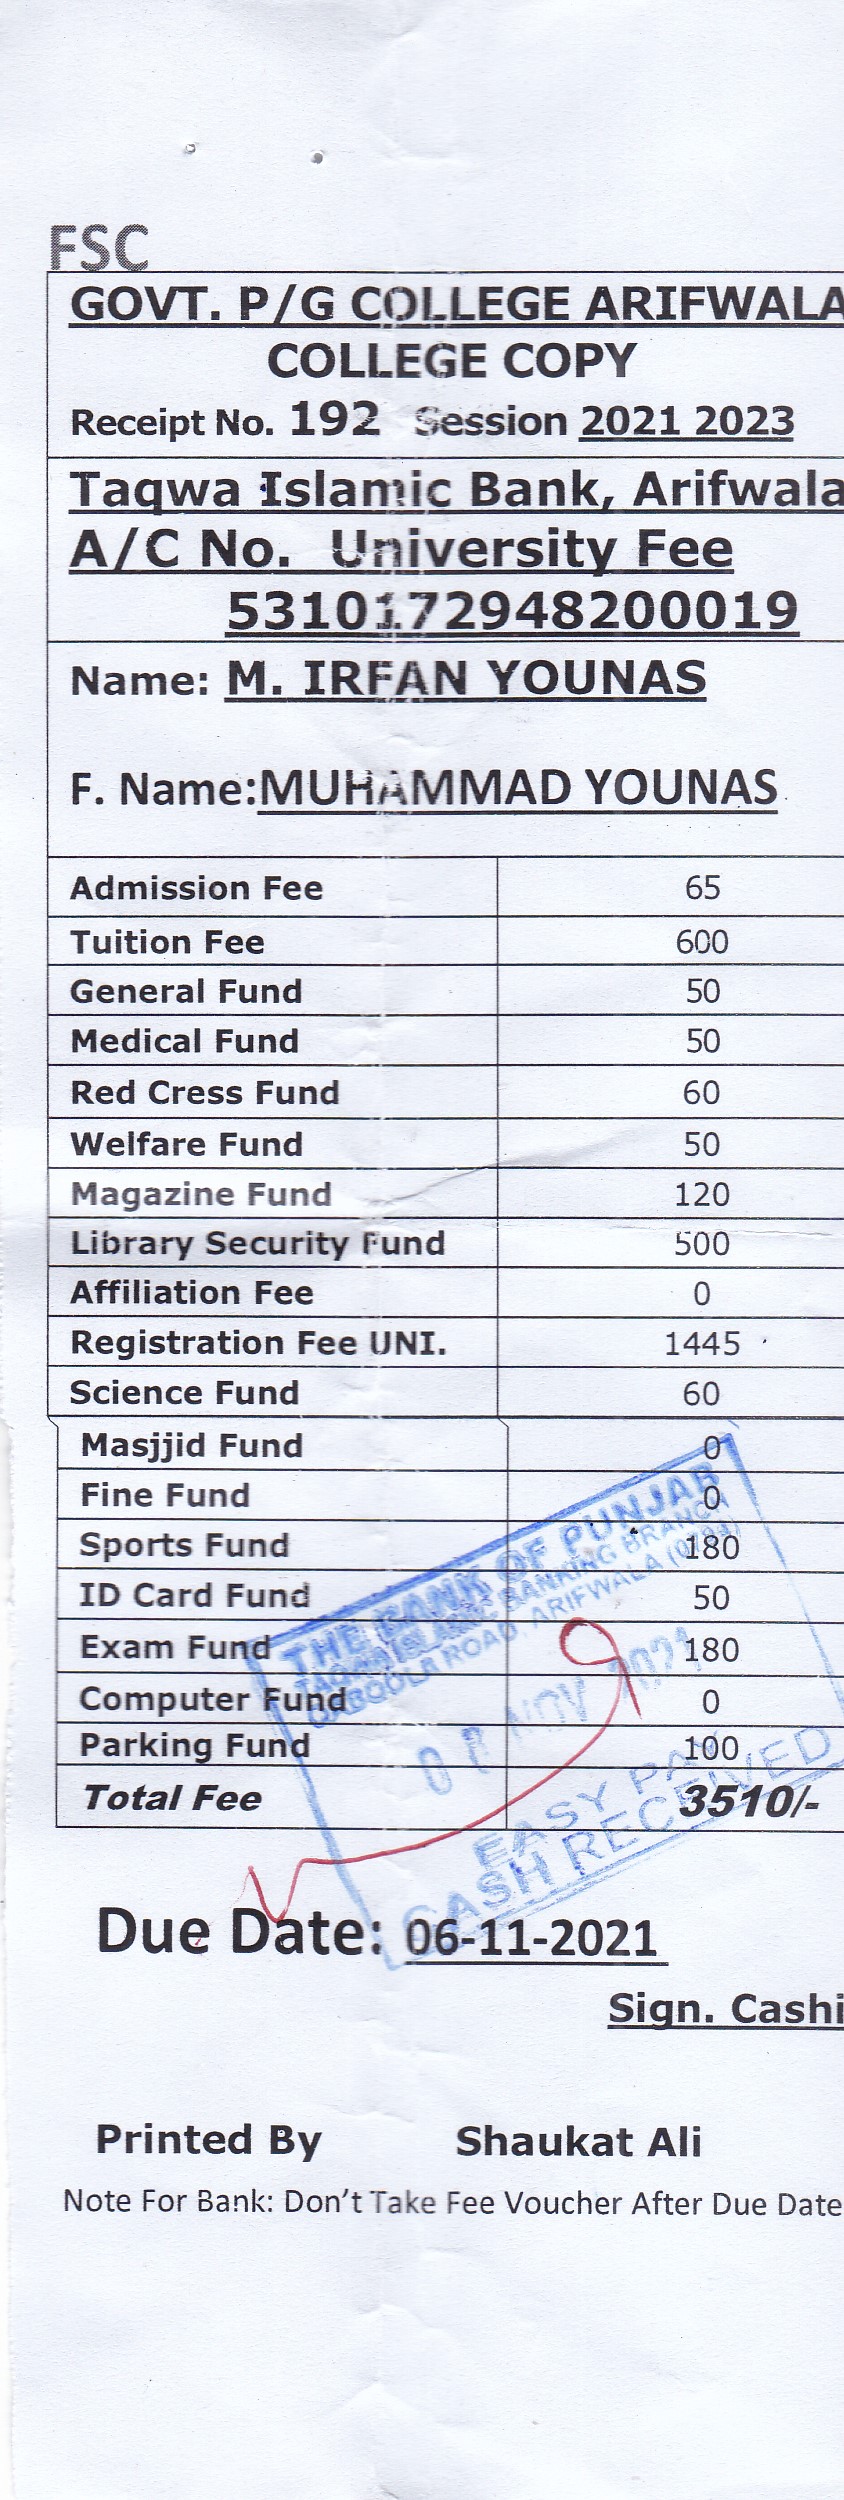 FSC
GOVT. P/G COLLEGE ARIFWALA
COLLEGE COPY
Receipt No. 192 Session 2021 2023
Taqwa Islamic Bank, Arifwala
A/C No. University Fee
5310172948200019
Name: M. IRFAN YOUNAS
F. Name:MUHAMMAD YOUNAS
Admission Fee 65
Tuition Fee 600
General Fund 50
Medical Fund 50
Red Cress Fund 60
Welfare Fund 50
Magazine Fund 120
Library Security Fund 500
Affiliation Fee 0
Registration Fee UNI. 1445
Science Fund 60
Masjjid Fund 0
Fine Fund 0
Sports Fund 180
ID Card Fund 50
Exam Fund 180
Computer Fund 0
Parking Fund 100
Total Fee 3510/-
THE BANK OF PUNJAB
TAQWA ISLAMIC BANKING BRANCH
QABOOLA ROAD, ARIFWALA
NOV 2021
EASY PAY
CASH RECEIVED
Due Date: 06-11-2021
Sign. Cashi
Printed By Shaukat Ali
Note For Bank: Don't Take Fee Voucher After Due Date